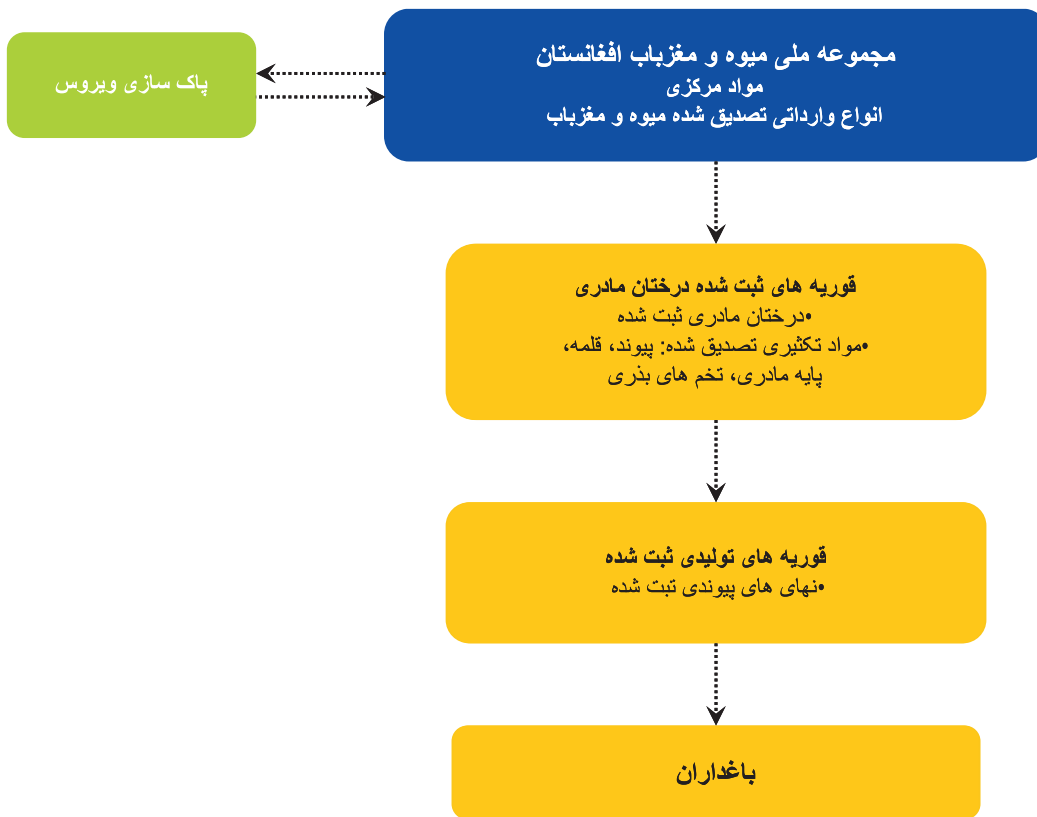 مجموعه ملی میوه و مغزباب افغانستان
مواد مرکزی
انواع وارداتی تصدیق شده میوه و مغزباب
پاک سازی ویروس
قوریه های ثبت شده درختان مادری
•درختان مادری ثبت شده
•مواد تکثیری تصدیق شده: پیوند، قلمه،
پایه مادری، تخم های بذری
قوریه های تولیدی ثبت شده
•نهای های پیوندی تبت شده
باغداران